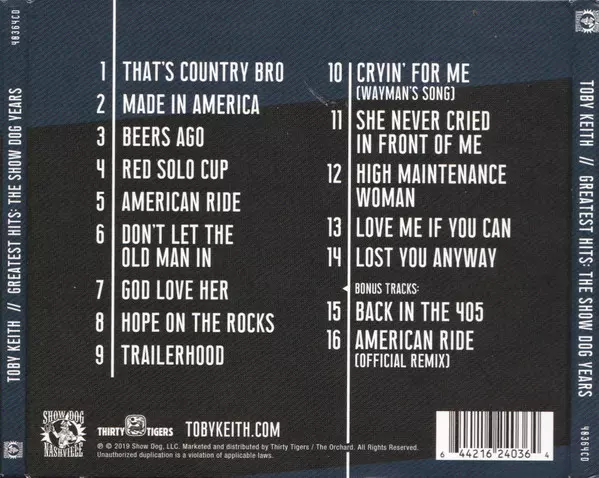 48364CD
TOBY KEITH // GREATEST HITS: THE SHOW DOG YEARS
1 THAT'S COUNTRY BRO
2 MADE IN AMERICA
3 BEERS AGO
4 RED SOLO CUP
5 AMERICAN RIDE
6 DON'T LET THE
OLD MAN IN
7 GOD LOVE HER
8 HOPE ON THE ROCKS
9 TRAILERHOOD
10 CRYIN' FOR ME
(WAYMAN'S SONG)
11 SHE NEVER CRIED
IN FRONT OF ME
12 HIGH MAINTENANCE
WOMAN
13 LOVE ME IF YOU CAN
14 LOST YOU ANYWAY
BONUS TRACKS:
15 BACK IN THE 405
16 AMERICAN RIDE
(OFFICIAL REMIX)
SHOW DOG
NASHVILLE
THIRTY TIGERS
TOBYKEITH.COM
℗ © 2019 Show Dog, LLC. Marketed and distributed by Thirty Tigers / The Orchard. All Rights Reserved.
Unauthorized duplication is a violation of applicable laws.
6 44216 24036 4
TOBY KEITH // GREATEST HITS: THE SHOW DOG YEARS
48364CD